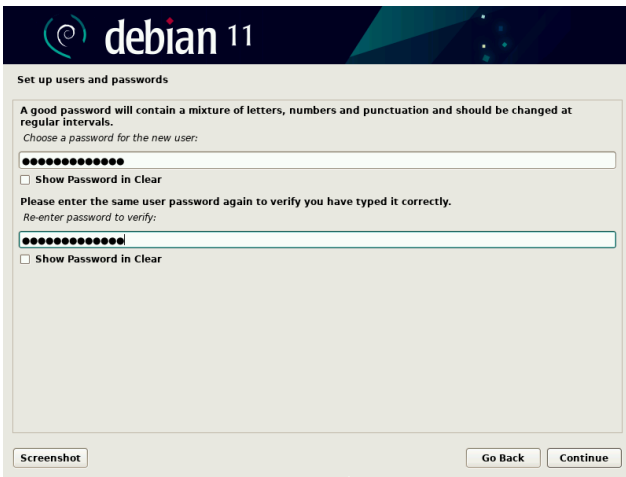 debian 11
Set up users and passwords
A good password will contain a mixture of letters, numbers and punctuation and should be changed at
regular intervals.
Choose a password for the new user:
●●●●●●●●●●●●●
Show Password in Clear
Please enter the same user password again to verify you have typed it correctly.
Re-enter password to verify:
●●●●●●●●●●●●●
Show Password in Clear
Screenshot
Go Back
Continue